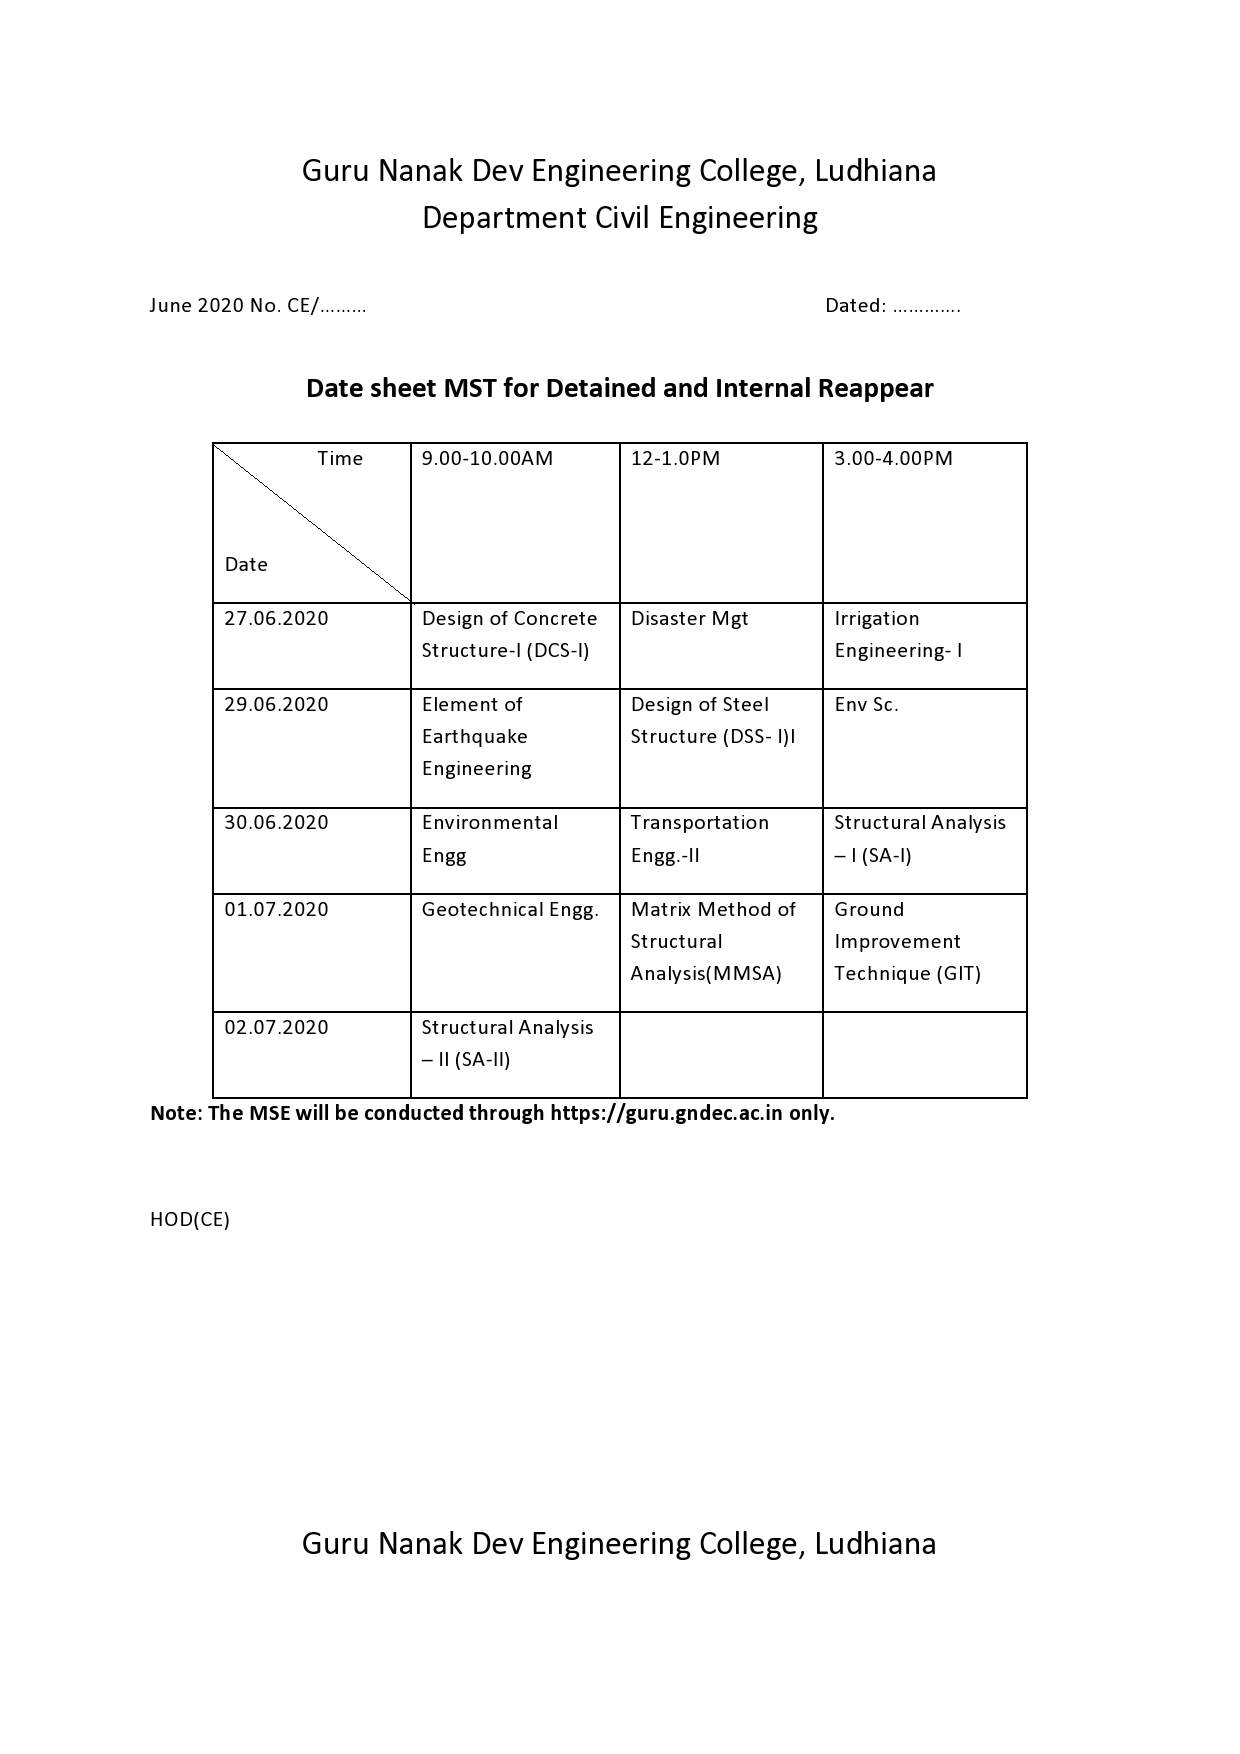 Guru Nanak Dev Engineering College, Ludhiana
Department Civil Engineering
June 2020 No. CE/......... Dated: .............
Date sheet MST for Detained and Internal Reappear
Time
Date
9.00-10.00AM
12-1.0PM
3.00-4.00PM
27.06.2020
Design of Concrete
Structure-I (DCS-I)
Disaster Mgt
Irrigation
Engineering- I
29.06.2020
Element of
Earthquake
Engineering
Design of Steel
Structure (DSS- I)I
Env Sc.
30.06.2020
Environmental
Engg
Transportation
Engg.-II
Structural Analysis
– I (SA-I)
01.07.2020
Geotechnical Engg.
Matrix Method of
Structural
Analysis(MMSA)
Ground
Improvement
Technique (GIT)
02.07.2020
Structural Analysis
– II (SA-II)
Note: The MSE will be conducted through https://guru.gndec.ac.in only.
HOD(CE)
Guru Nanak Dev Engineering College, Ludhiana